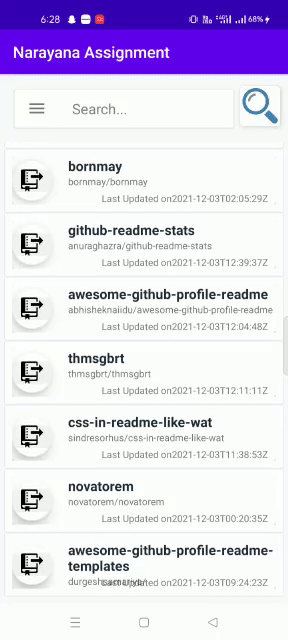 6:28
68%
Narayana Assignment
Search...
bornmay
bornmay/bornmay
Last Updated on2021-12-03T02:05:29Z
github-readme-stats
anuraghazra/github-readme-stats
Last Updated on2021-12-03T12:39:37Z
awesome-github-profile-readme
abhisheknaiidu/awesome-github-profile-readme
Last Updated on2021-12-03T12:04:48Z
thmsgbrt
thmsgbrt/thmsgbrt
Last Updated on2021-12-03T12:11:11Z
css-in-readme-like-wat
sindresorhus/css-in-readme-like-wat
Last Updated on2021-12-03T11:38:53Z
novatorem
novatorem/novatorem
Last Updated on2021-12-03T00:20:35Z
awesome-github-profile-readme-
templates
Last Updated on2021-12-03T09:24:23Z